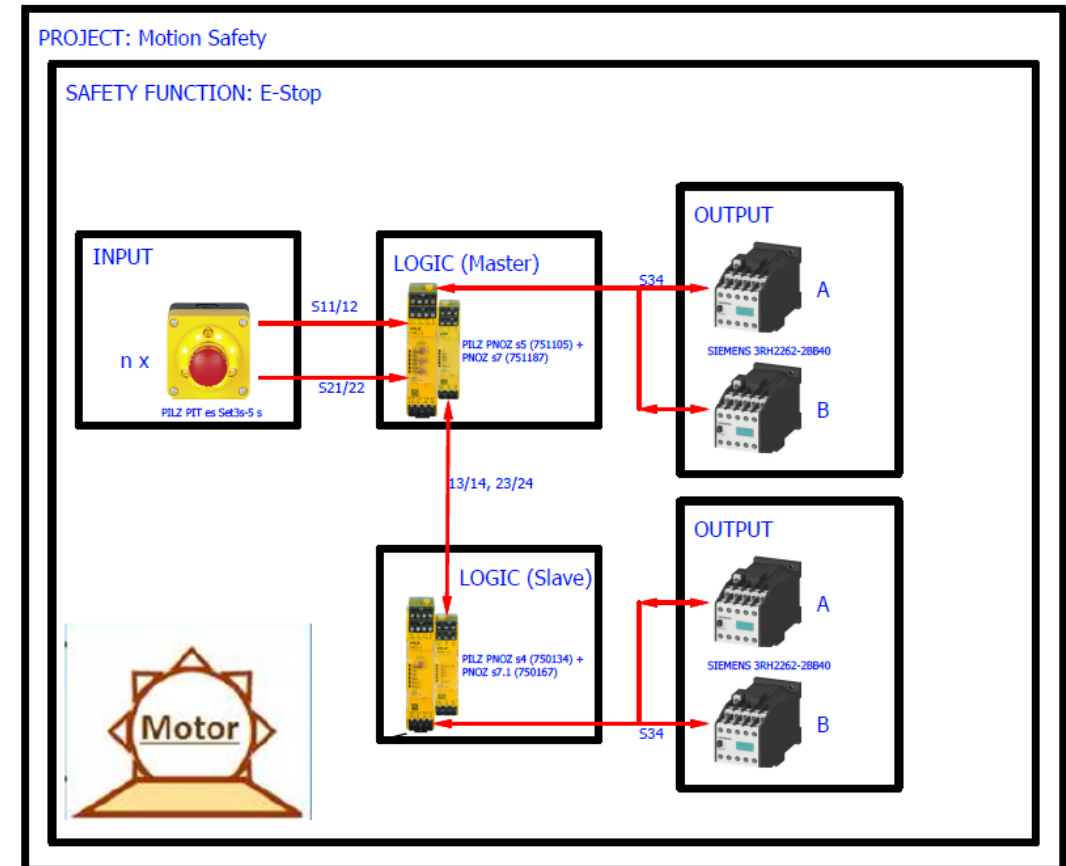 PROJECT: Motion Safety
SAFETY FUNCTION: E-Stop
INPUT
n x
PILZ PIT es Set3s-5 s
S11/12
S21/22
LOGIC (Master)
PILZ PNOZ s5 (751105) +
PNOZ s7 (751187)
S34
OUTPUT
A
SIEMENS 3RH2262-2BB40
B
13/14, 23/24
LOGIC (Slave)
PILZ PNOZ s4 (750134) +
PNOZ s7.1 (750167)
S34
OUTPUT
A
SIEMENS 3RH2262-2BB40
B
Motor